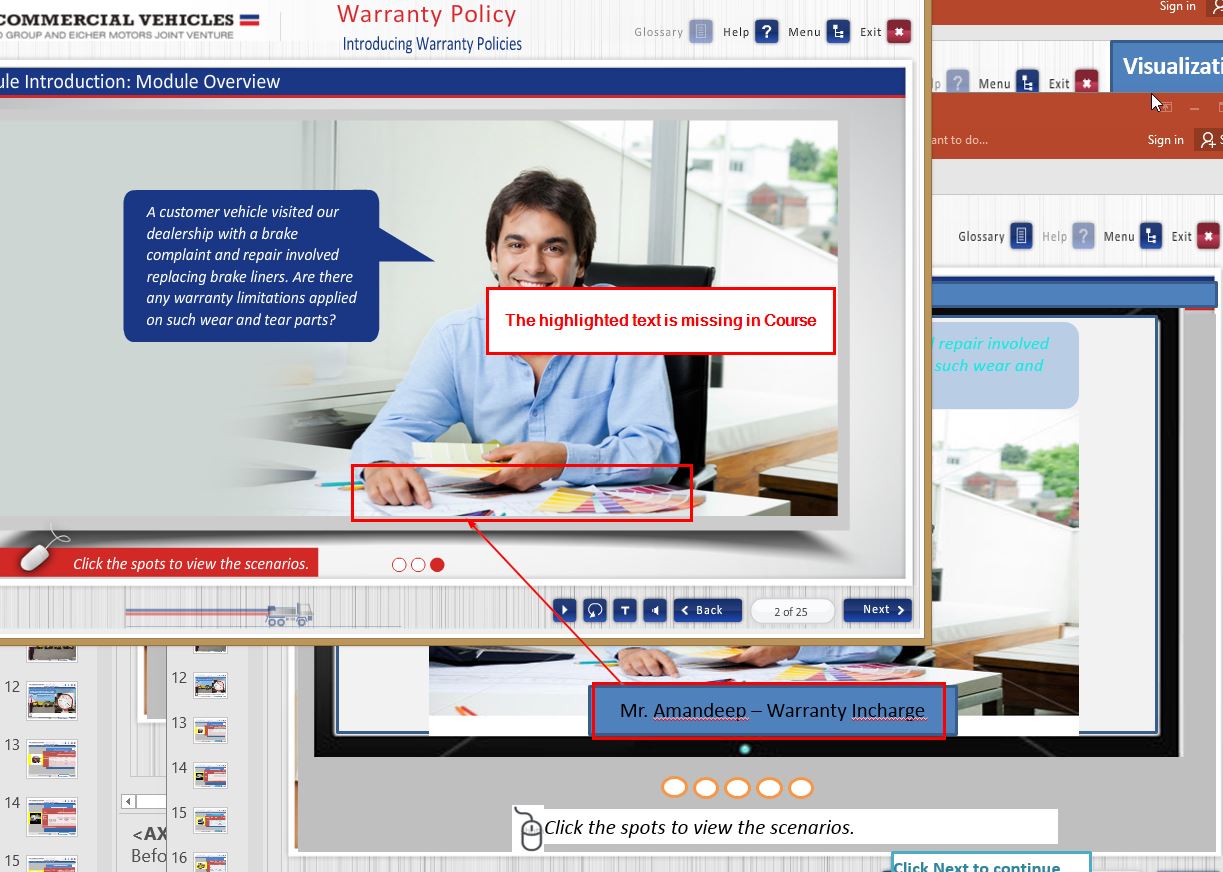 COMMERCIAL VEHICLES
GROUP AND EICHER MOTORS JOINT VENTURE
Warranty Policy
Introducing Warranty Policies
Glossary
Help
?
Menu
Exit
Module Introduction: Module Overview
A customer vehicle visited our
dealership with a brake
complaint and repair involved
replacing brake liners. Are there
any warranty limitations applied
on such wear and tear parts?
The highlighted text is missing in Course
Click the spots to view the scenarios.
T
Back
2 of 25
Next
Sign in
?
Menu
Exit
Visualizati
ant to do...
Sign in
Glossary
Help
?
Menu
Exit
repair involved
such wear and
Mr. Amandeep – Warranty Incharge
Click the spots to view the scenarios.
Click Next to continue
12
13
14
15
12
13
14
15
16
<AX
Befo